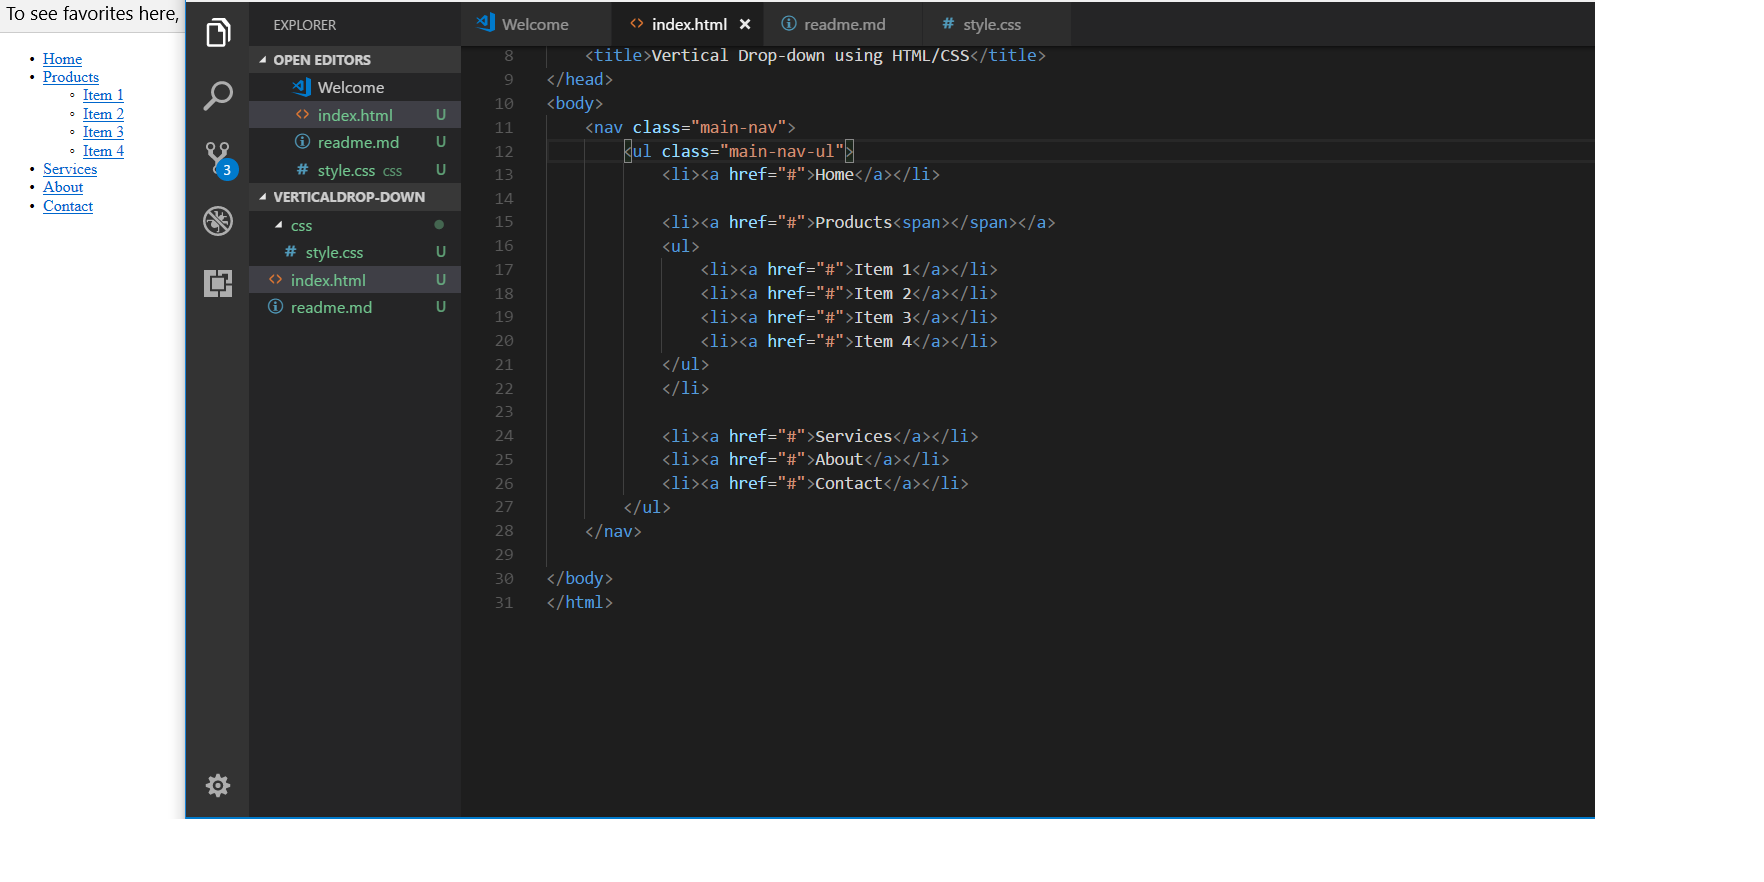 To see favorites here,
Home
Products
Item 1
Item 2
Item 3
Item 4
Services
About
Contact
3
EXPLORER
OPEN EDITORS
Welcome
index.html U
readme.md U
style.css css U
VERTICALDROP-DOWN
css
style.css U
index.html U
readme.md U
Welcome index.html readme.md style.css
8 <title>Vertical Drop-down using HTML/CSS</title>
9 </head>
10 <body>
11 <nav class="main-nav">
12 <ul class="main-nav-ul">
13 <li><a href="#">Home</a></li>
14
15 <li><a href="#">Products<span></span></a>
16 <ul>
17 <li><a href="#">Item 1</a></li>
18 <li><a href="#">Item 2</a></li>
19 <li><a href="#">Item 3</a></li>
20 <li><a href="#">Item 4</a></li>
21 </ul>
22 </li>
23
24 <li><a href="#">Services</a></li>
25 <li><a href="#">About</a></li>
26 <li><a href="#">Contact</a></li>
27 </ul>
28 </nav>
29
30 </body>
31 </html>